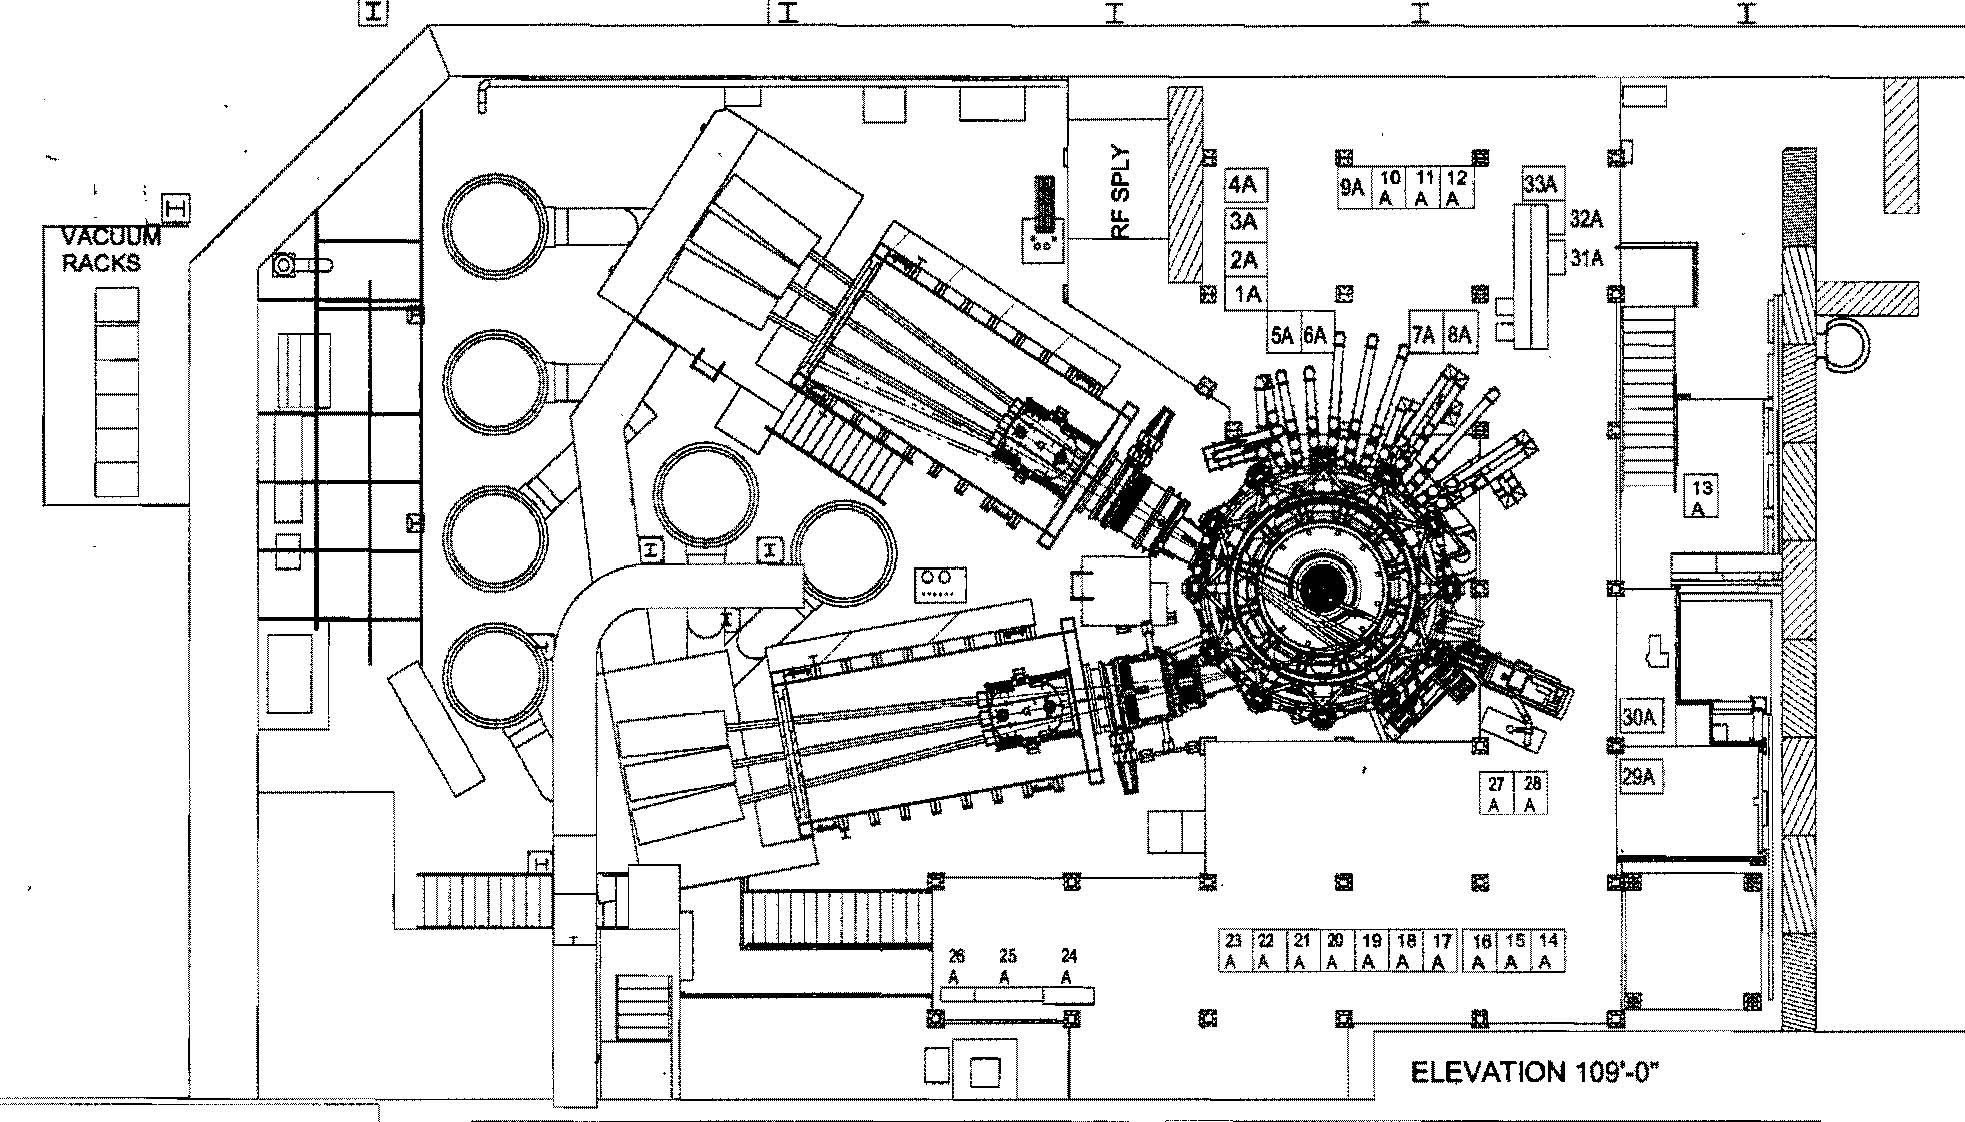 VACUUM
RACKS
RF SPLY
4A
3A
2A
1A
5A
6A
7A
8A
9A
10
A
11
A
12
A
33A
32A
31A
13
A
30A
29A
27
A
28
A
23
A
22
A
21
A
20
A
19
A
18
A
17
A
16
A
15
A
14
A
26
A
25
A
24
A
ELEVATION 109'-0"